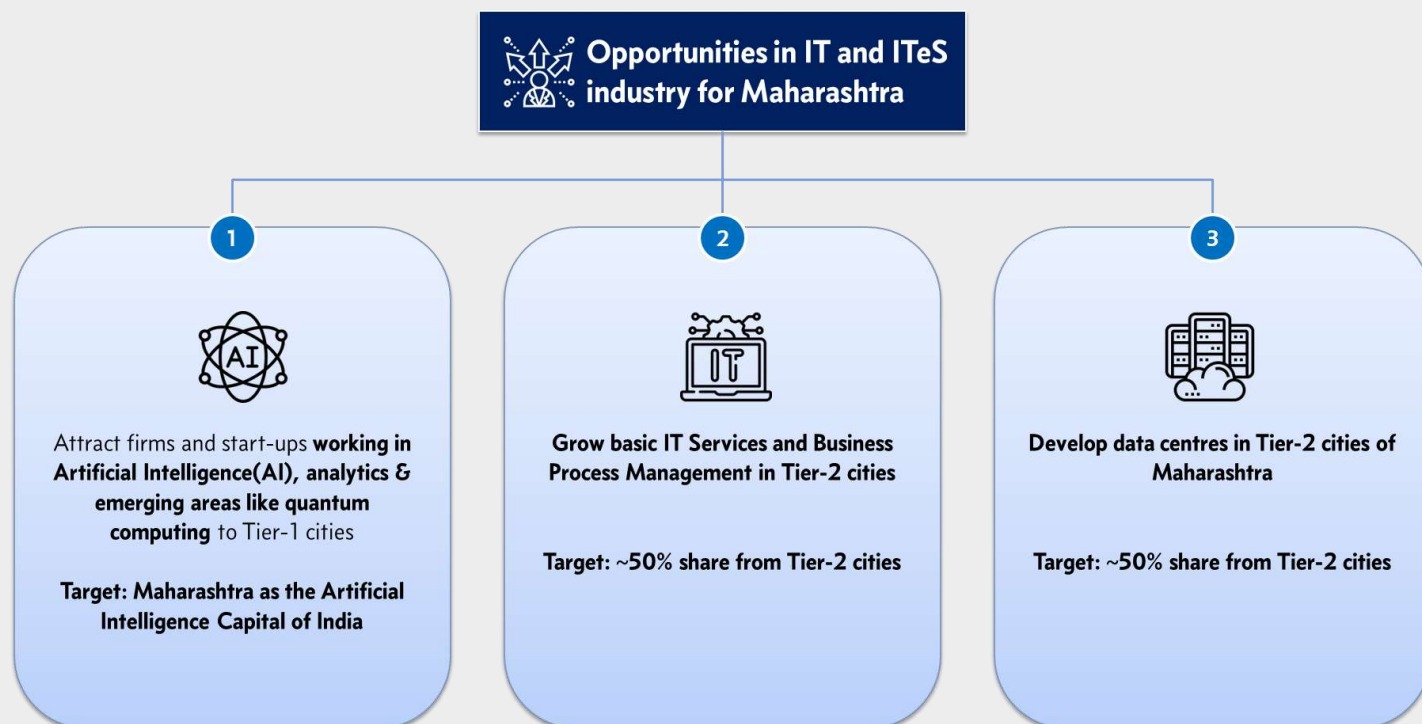 Opportunities in IT and ITeS
industry for Maharashtra
1
AI
Attract firms and start-ups working in
Artificial Intelligence(AI), analytics &
emerging areas like quantum
computing to Tier-1 cities
Target: Maharashtra as the Artificial
Intelligence Capital of India
2
IT
Grow basic IT Services and Business
Process Management in Tier-2 cities
Target: ~50% share from Tier-2 cities
3
Develop data centres in Tier-2 cities of
Maharashtra
Target: ~50% share from Tier-2 cities